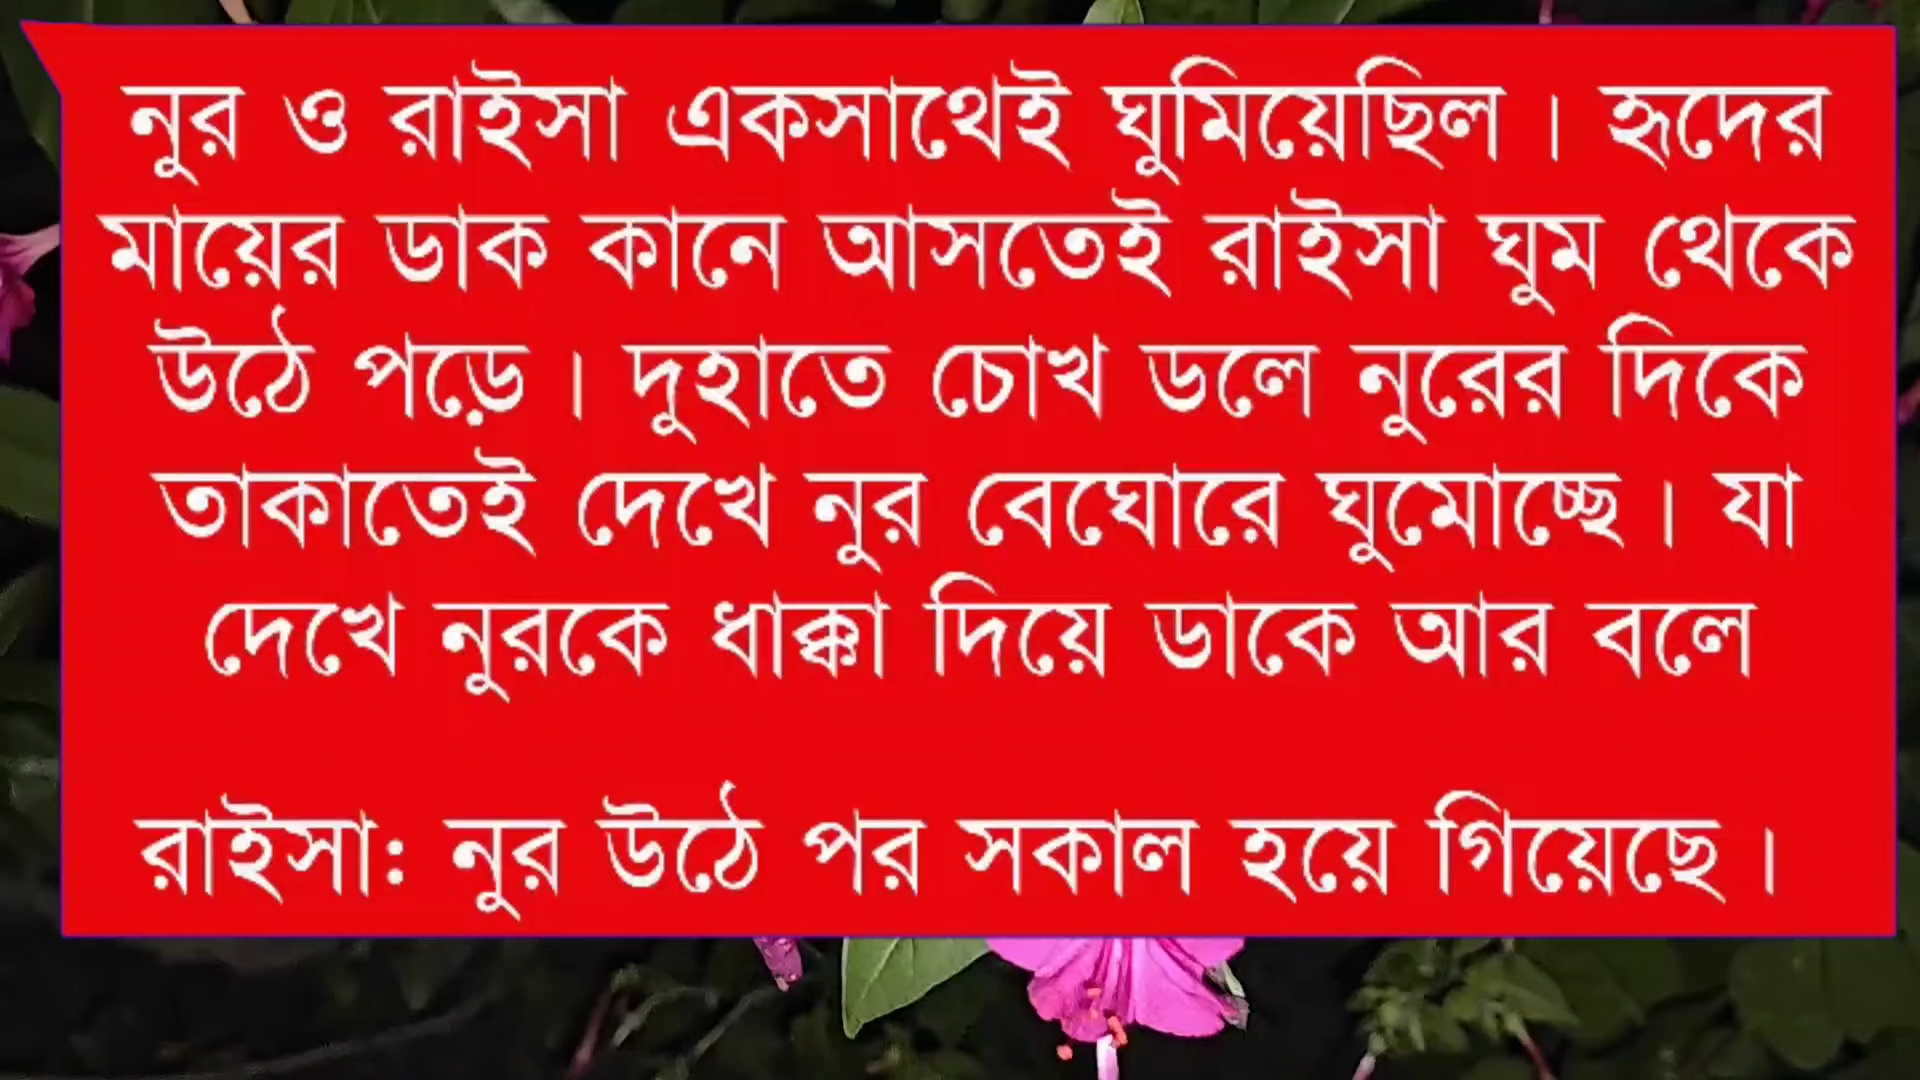 নুর ও রাইসা একসাথেই ঘুমিয়েছিল। হৃদের
মায়ের ডাক কানে আসতেই রাইসা ঘুম থেকে
উঠে পড়ে। দুহাতে চোখ ডলে নুরের দিকে
তাকাতেই দেখে নুর বেঘোরে ঘুমোচ্ছে। যা
দেখে নুরকে ধাক্কা দিয়ে ডাকে আর বলে
রাইসাঃ নুর উঠে পর সকাল হয়ে গিয়েছে।